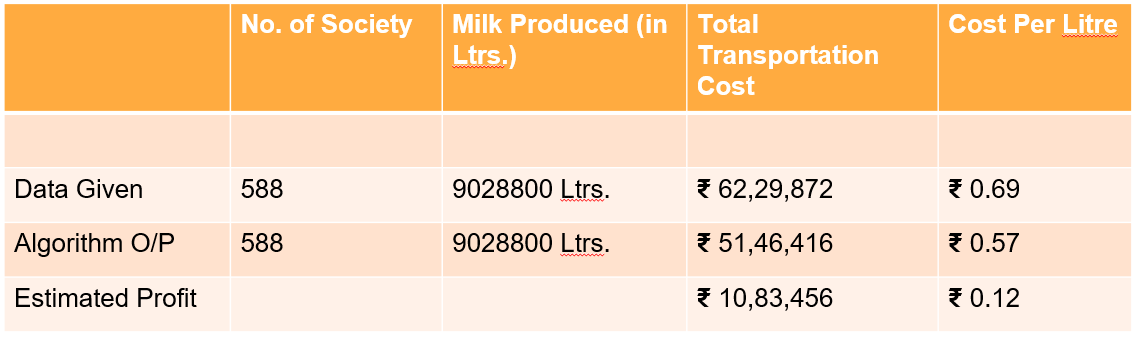 No. of Society Milk Produced (in Total Cost Per Litre
Ltrs.) Transportation
Cost
Data Given 588 9028800 Ltrs. ₹ 62,29,872 ₹ 0.69
Algorithm O/P 588 9028800 Ltrs. ₹ 51,46,416 ₹ 0.57
Estimated Profit ₹ 10,83,456 ₹ 0.12